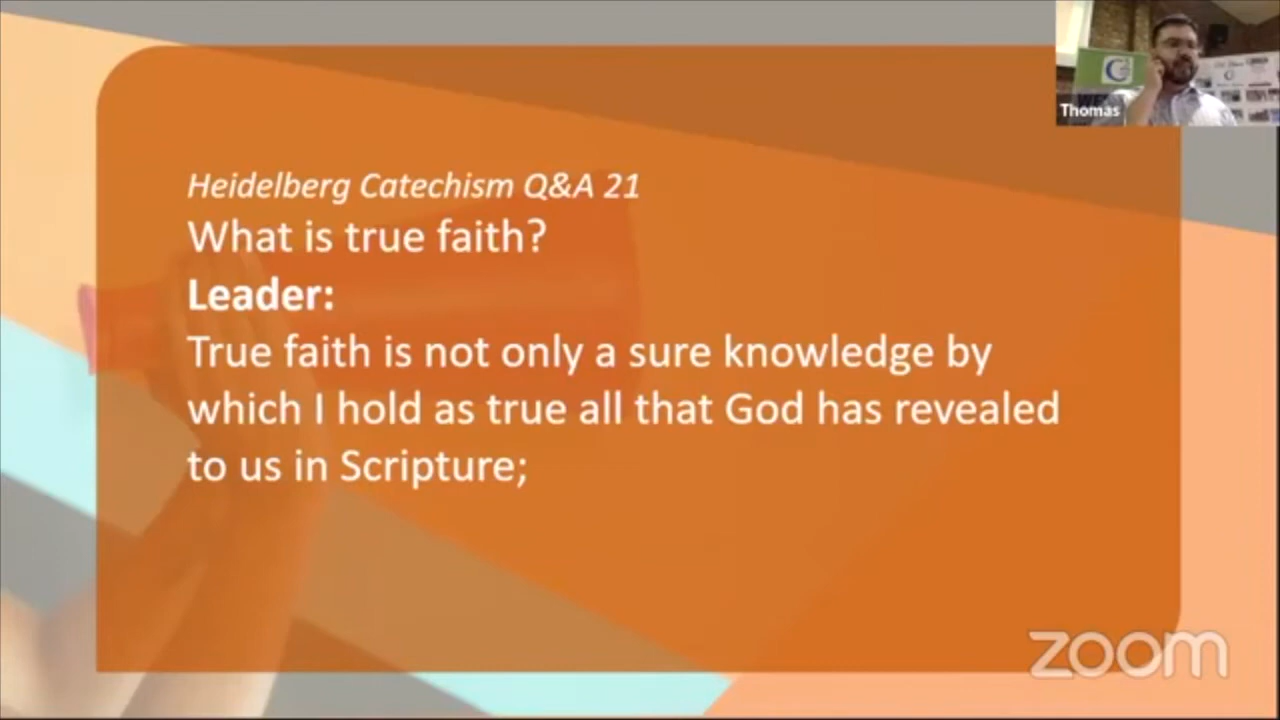 Thomas
Heidelberg Catechism Q&A 21
What is true faith?
Leader:
True faith is not only a sure knowledge by
which I hold as true all that God has revealed
to us in Scripture;
zoom